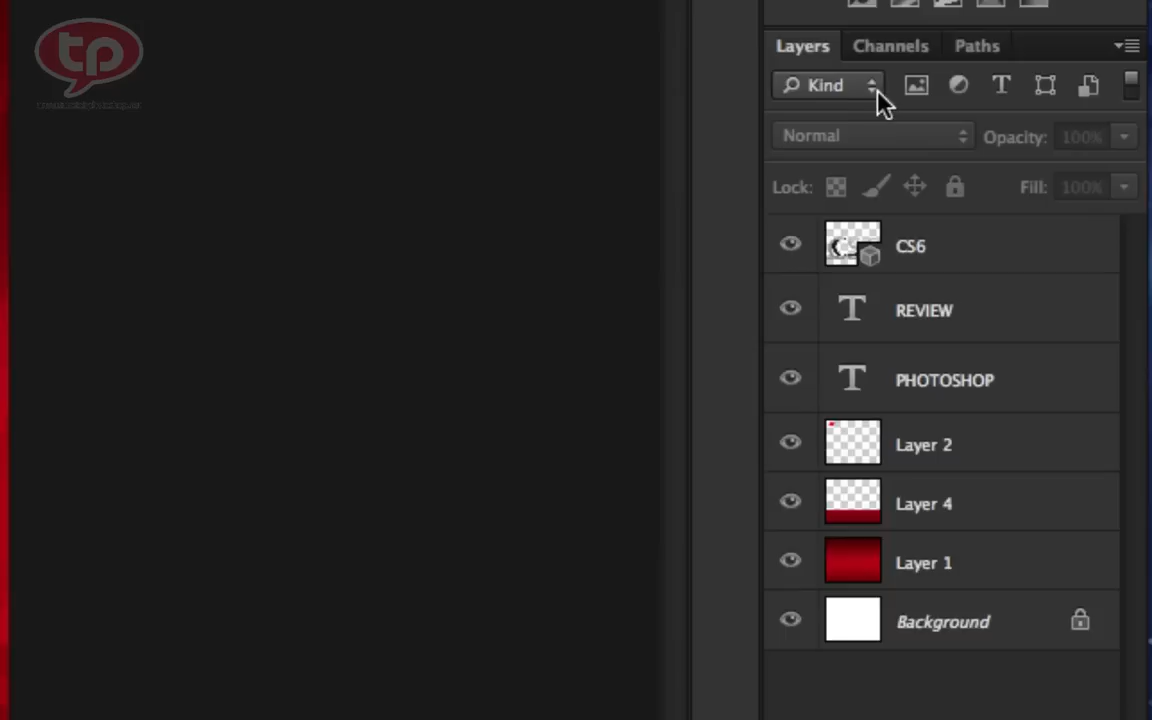 tp
Layers Channels Paths
Kind
T
Normal Opacity: 100%
Lock: Fill: 100%
CS6
T REVIEW
T PHOTOSHOP
Layer 2
Layer 4
Layer 1
Background